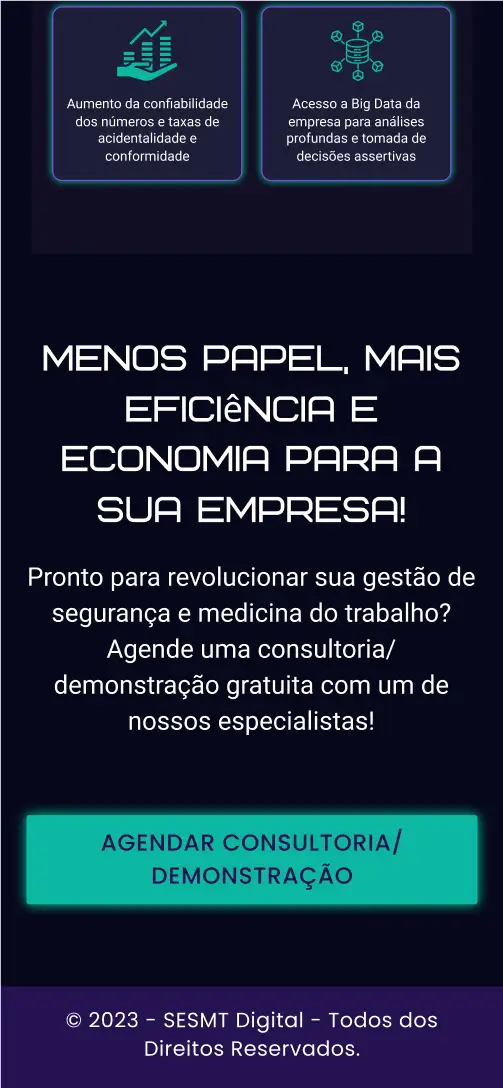 Aumento da confiabilidade
dos números e taxas de
acidentalidade e
conformidade
Acesso a Big Data da
empresa para análises
profundas e tomada de
decisões assertivas
MENOS PAPEL, MAIS
EFICIêNCIA E
ECONOMIA PARA A
SUA EMPRESA!
Pronto para revolucionar sua gestão de
segurança e medicina do trabalho?
Agende uma consultoria/
demonstração gratuita com um de
nossos especialistas!
AGENDAR CONSULTORIA/
DEMONSTRAÇÃO
© 2023 - SESMT Digital - Todos dos
Direitos Reservados.